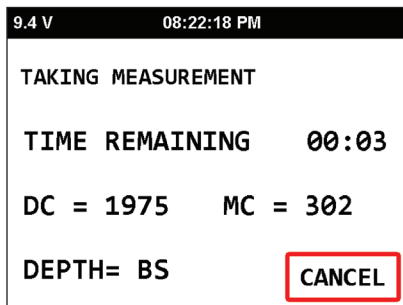 9.4 V 08:22:18 PM
TAKING MEASUREMENT
TIME REMAINING 00:03
DC = 1975 MC = 302
DEPTH= BS
CANCEL